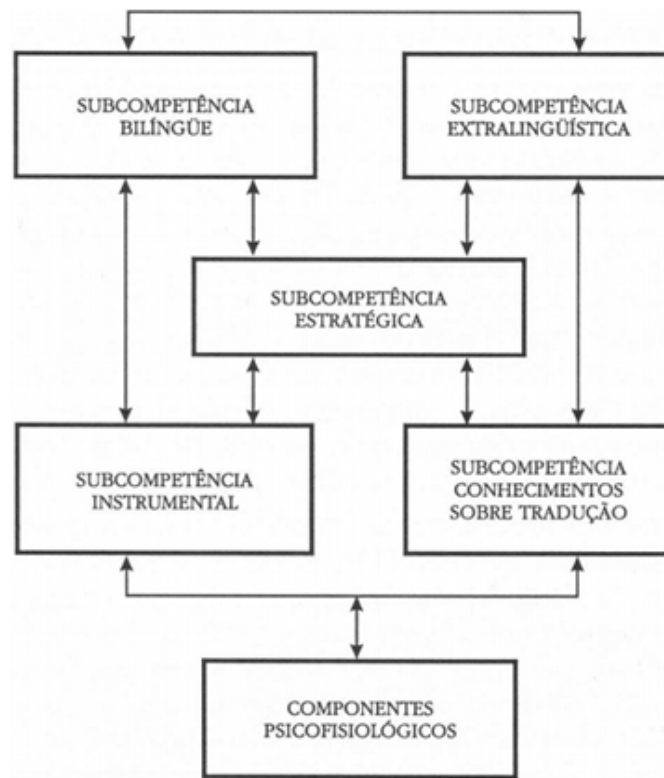 SUBCOMPETÊNCIA
BILÍNGÜE
SUBCOMPETÊNCIA
EXTRALINGÜÍSTICA
SUBCOMPETÊNCIA
ESTRATÉGICA
SUBCOMPETÊNCIA
INSTRUMENTAL
SUBCOMPETÊNCIA
CONHECIMENTOS
SOBRE TRADUÇÃO
COMPONENTES
PSICOFISIOLÓGICOS